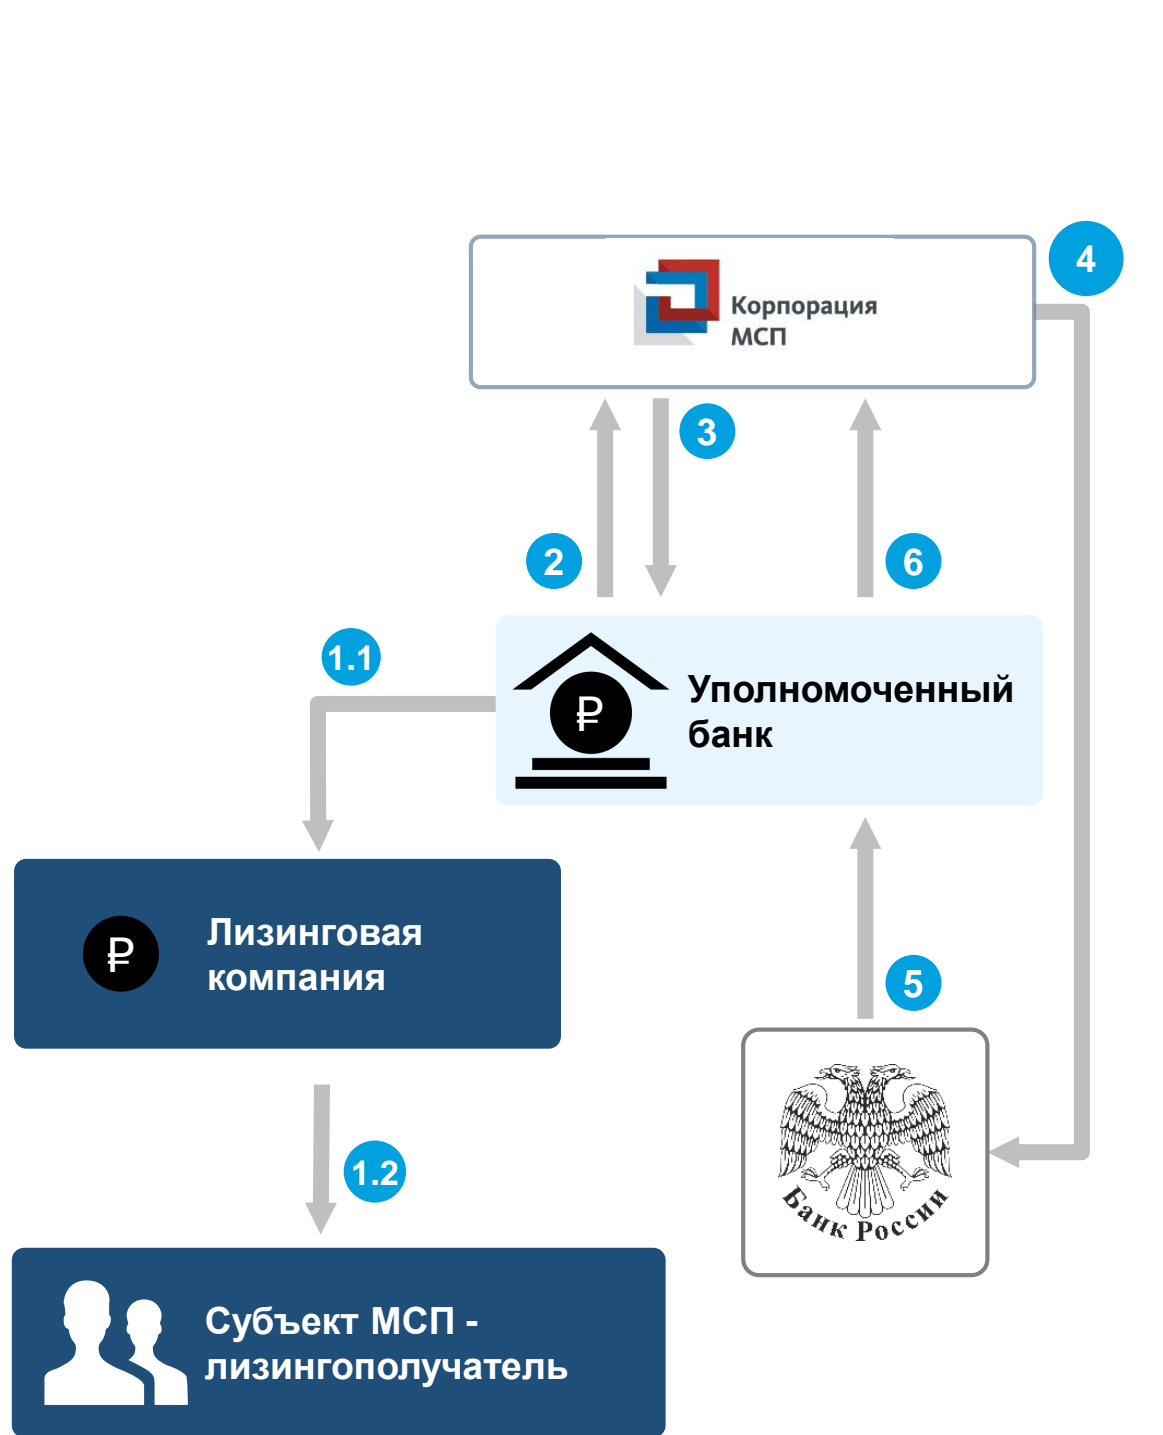 4
Корпорация
МСП
3
2
6
1.1
₽
Уполномоченный
банк
₽
Лизинговая
компания
5
1.2
Банк России
Субъект МСП -
лизингополучатель